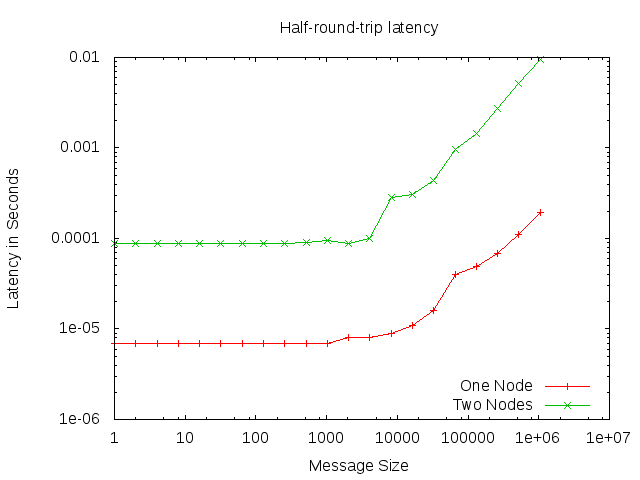 Half-round-trip latency
0.01
0.001
0.0001
1e-05
1e-06
Latency in Seconds
One Node
Two Nodes
1 10 100 1000 10000 100000 1e+06 1e+07
Message Size